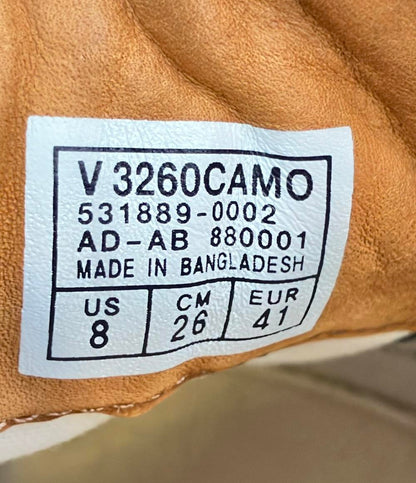 V 3260CAMO
531889-0002
AD-AB 880001
MADE IN BANGLADESH
US CM EUR
8 26 41